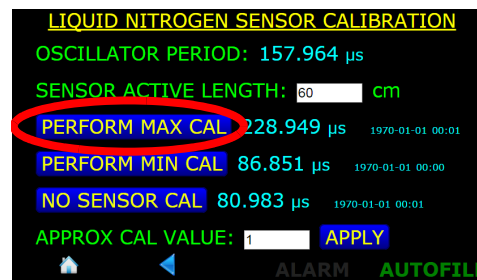 LIQUID NITROGEN SENSOR CALIBRATION
OSCILLATOR PERIOD: 157.964 µs
SENSOR ACTIVE LENGTH: 60 cm
PERFORM MAX CAL 228.949 µs 1970-01-01 00:01
PERFORM MIN CAL 86.851 µs 1970-01-01 00:00
NO SENSOR CAL 80.983 µs 1970-01-01 00:01
APPROX CAL VALUE: 1 APPLY
ALARM AUTOFILL